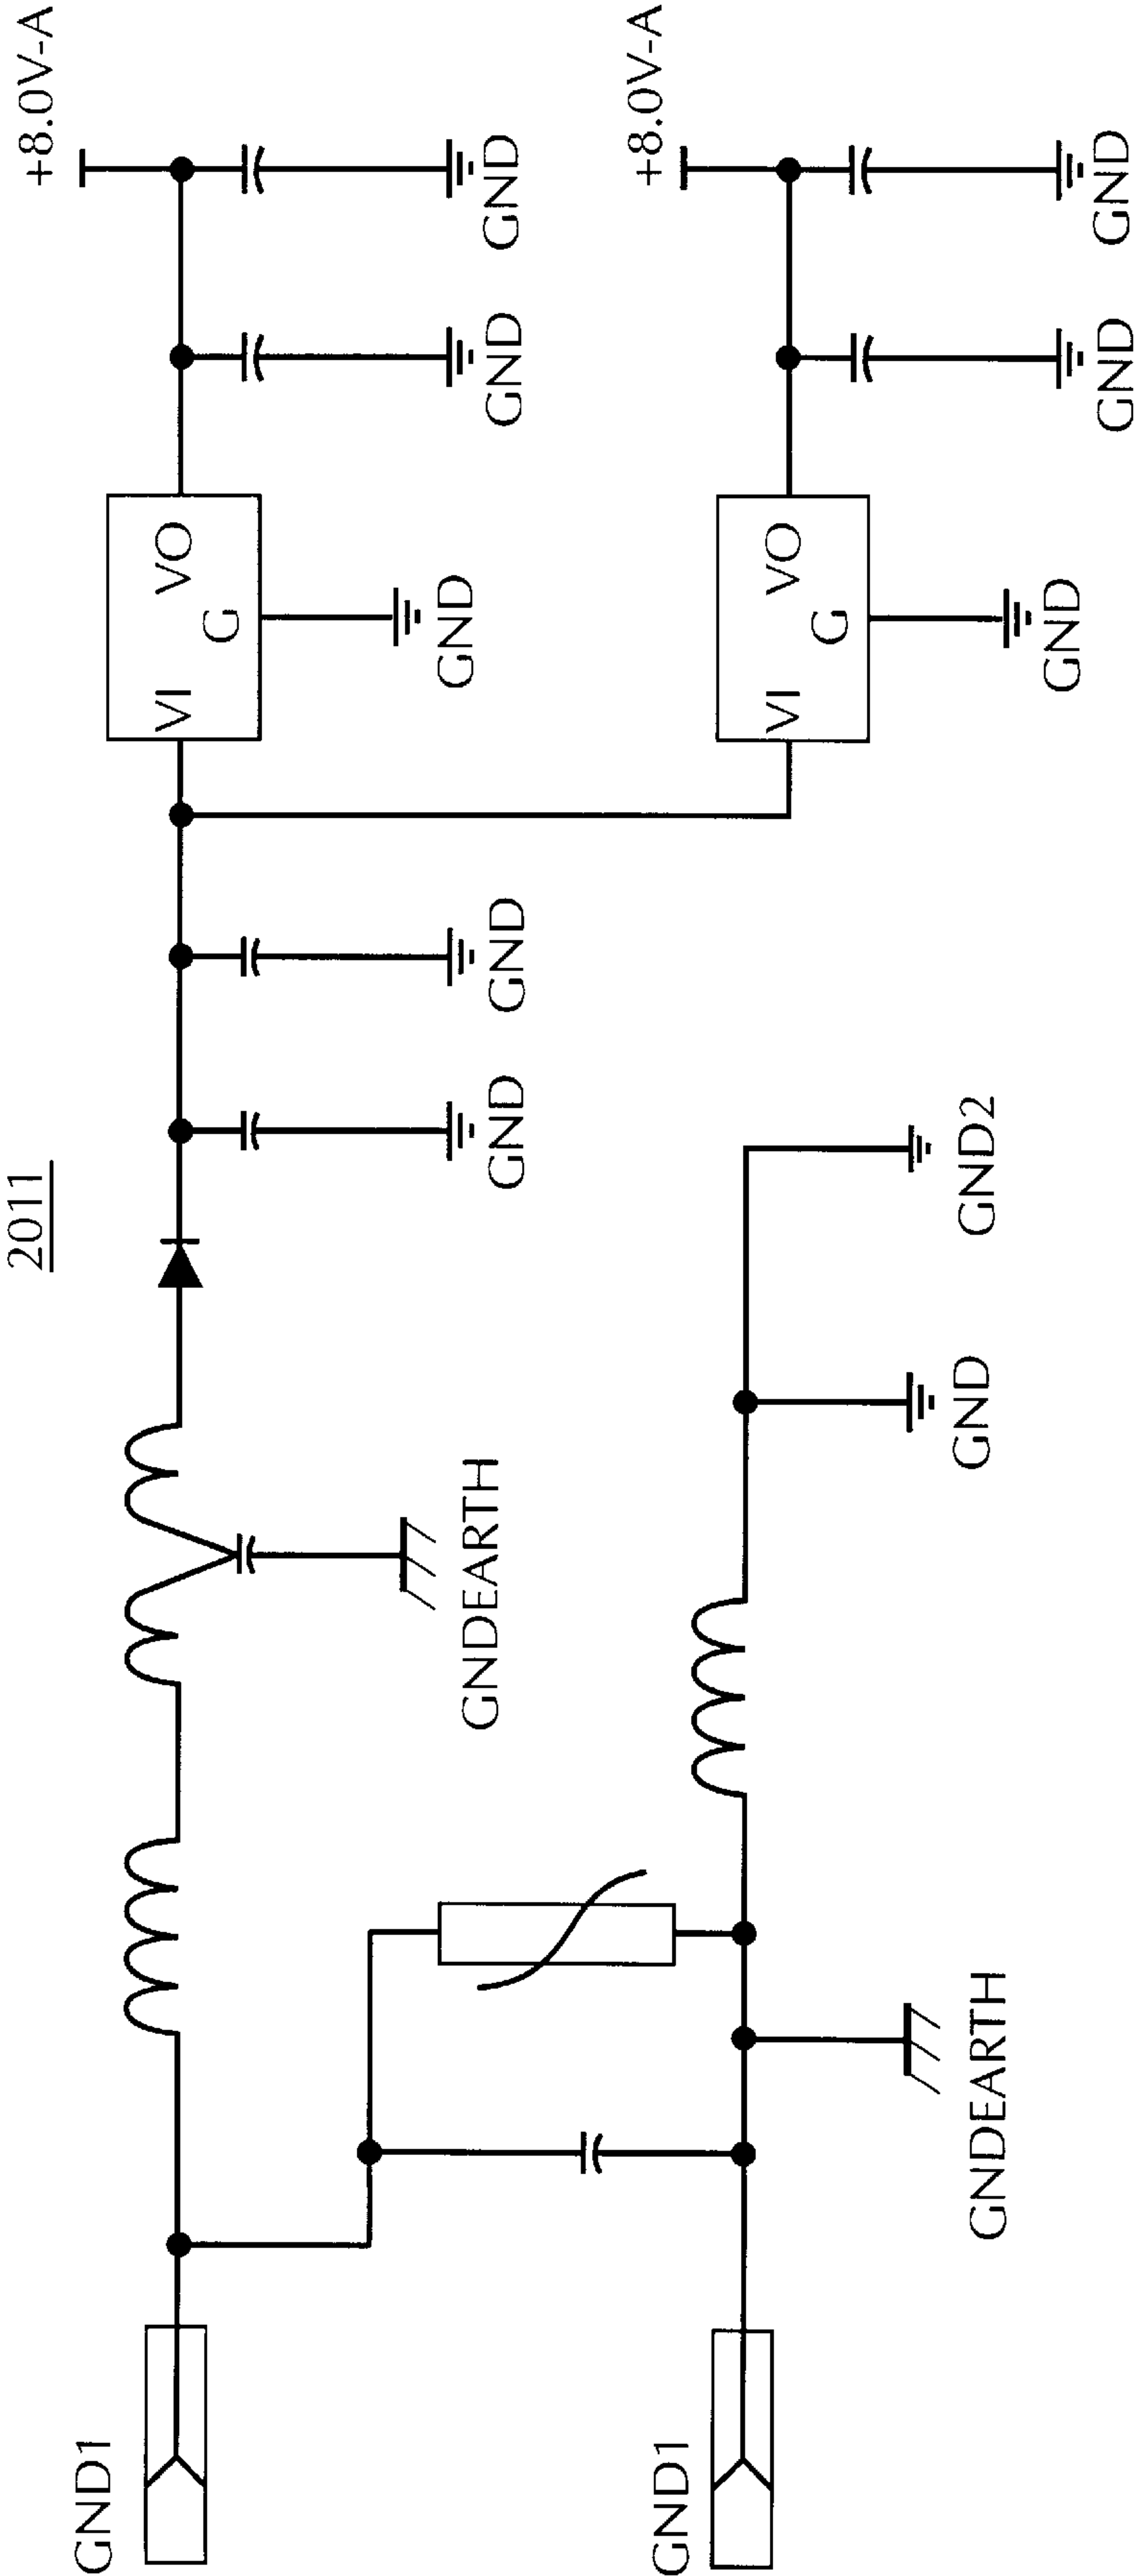 2011
+8.0V-A
VI
VO
G
GND
GND
GND
GND
GND
GNDEARTH
GND1
+8.0V-A
VI
VO
G
GND
GND
GND
GND2
GND
GNDEARTH
GND1